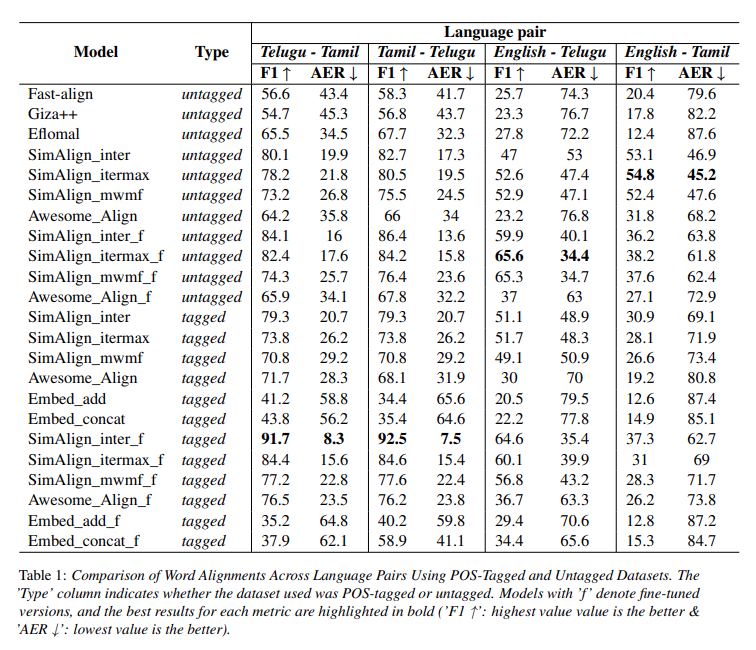 Language pair
Model Type Telugu - Tamil Tamil - Telugu English - Telugu English - Tamil
F1 ↑ AER ↓ F1 ↑ AER ↓ F1 ↑ AER ↓ F1 ↑ AER ↓
Fast-align untagged 56.6 43.4 58.3 41.7 25.7 74.3 20.4 79.6
Giza++ untagged 54.7 45.3 56.8 43.7 23.3 76.7 17.8 82.2
Eflomal untagged 65.5 34.5 67.7 32.3 27.8 72.2 12.4 87.6
SimAlign_inter untagged 80.1 19.9 82.7 17.3 47 53 53.1 46.9
SimAlign_itermax untagged 78.2 21.8 80.5 19.5 52.6 47.4 54.8 45.2
SimAlign_mwmf untagged 73.2 26.8 75.5 24.5 52.9 47.1 52.4 47.6
Awesome_Align untagged 64.2 35.8 66 34 23.2 76.8 31.8 68.2
SimAlign_inter_f untagged 84.1 16 86.4 13.6 59.9 40.1 36.2 63.8
SimAlign_itermax_f untagged 82.4 17.6 84.2 15.8 65.6 34.4 38.2 61.8
SimAlign_mwmf_f untagged 74.3 25.7 76.4 23.6 65.3 34.7 37.6 62.4
Awesome_Align_f untagged 65.9 34.1 67.8 32.2 37 63 27.1 72.9
SimAlign_inter tagged 79.3 20.7 79.3 20.7 51.1 48.9 30.9 69.1
SimAlign_itermax tagged 73.8 26.2 73.8 26.2 51.7 48.3 28.1 71.9
SimAlign_mwmf tagged 70.8 29.2 70.8 29.2 49.1 50.9 26.6 73.4
Awesome_Align tagged 71.7 28.3 68.1 31.9 30 70 19.2 80.8
Embed_add tagged 41.2 58.8 34.4 65.6 20.5 79.5 12.6 87.4
Embed_concat tagged 43.8 56.2 35.4 64.6 22.2 77.8 14.9 85.1
SimAlign_inter_f tagged 91.7 8.3 92.5 7.5 64.6 35.4 37.3 62.7
SimAlign_itermax_f tagged 84.4 15.6 84.6 15.4 60.1 39.9 31 69
SimAlign_mwmf_f tagged 77.2 22.8 77.6 22.4 56.8 43.2 28.3 71.7
Awesome_Align_f tagged 76.5 23.5 76.2 23.8 36.7 63.3 26.2 73.8
Embed_add_f tagged 35.2 64.8 40.2 59.8 29.4 70.6 12.8 87.2
Embed_concat_f tagged 37.9 62.1 58.9 41.1 34.4 65.6 15.3 84.7
Table 1: Comparison of Word Alignments Across Language Pairs Using POS-Tagged and Untagged Datasets. The
'Type' column indicates whether the dataset used was POS-tagged or untagged. Models with 'f' denote fine-tuned
versions, and the best results for each metric are highlighted in bold ('F1 ↑': highest value value is the better &
'AER ↓': lowest value is the better).